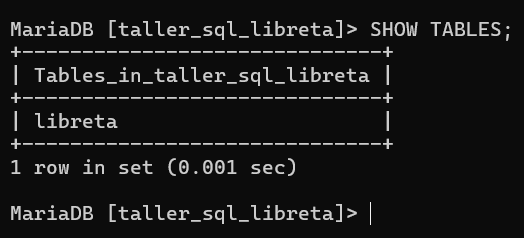 MariaDB [taller_sql_libreta]> SHOW TABLES;
+-----------------------------+
| Tables_in_taller_sql_libreta |
+-----------------------------+
| libreta                      |
+-----------------------------+
1 row in set (0.001 sec)
MariaDB [taller_sql_libreta]>